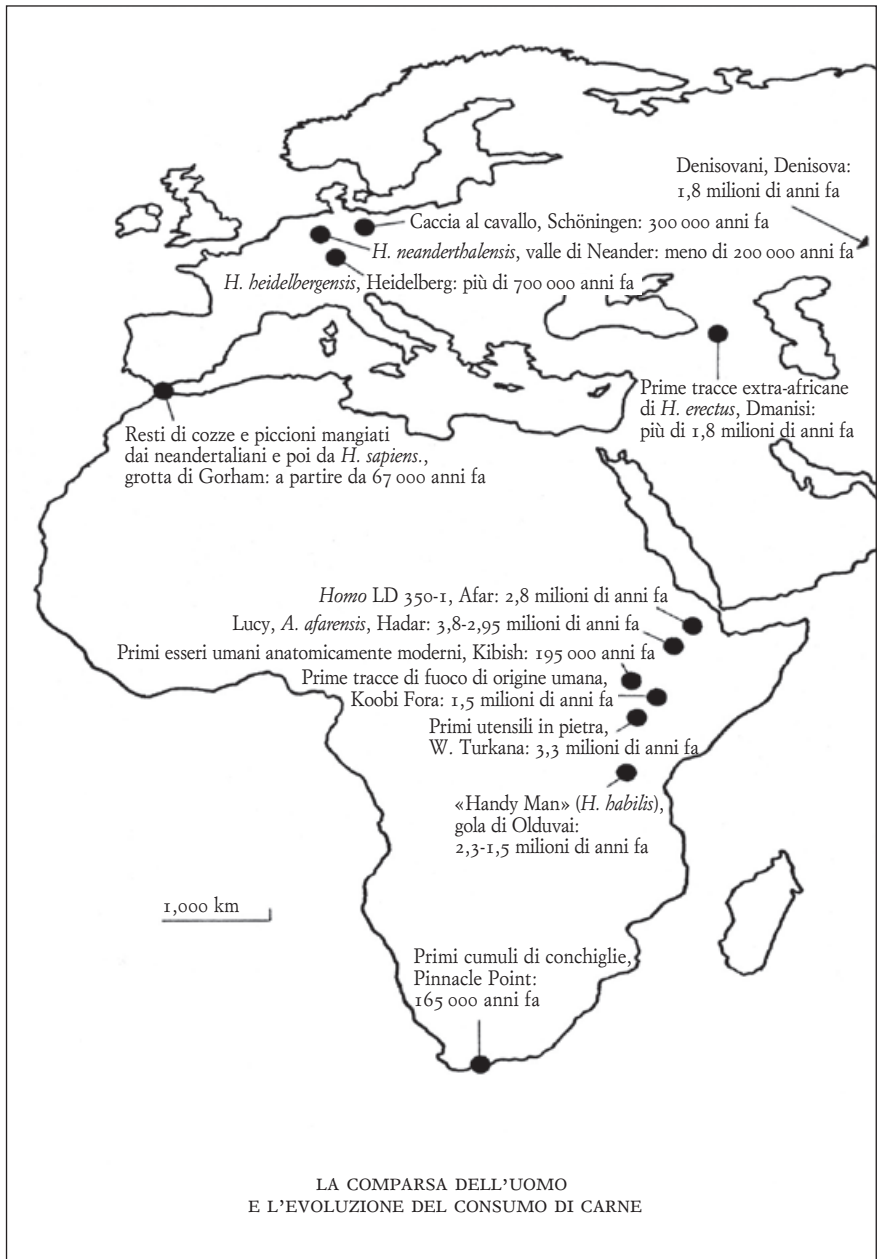 Denisovani, Denisova:
1,8 milioni di anni fa
Caccia al cavallo, Schöningen: 300 000 anni fa
H. neanderthalensis, valle di Neander: meno di 200 000 anni fa
H. heidelbergensis, Heidelberg: più di 700 000 anni fa
Prime tracce extra-africane
di H. erectus, Dmanisi:
più di 1,8 milioni di anni fa
Resti di cozze e piccioni mangiati
dai neandertaliani e poi da H. sapiens.,
grotta di Gorham: a partire da 67 000 anni fa
Homo LD 350-1, Afar: 2,8 milioni di anni fa
Lucy, A. afarensis, Hadar: 3,8-2,95 milioni di anni fa
Primi esseri umani anatomicamente moderni, Kibish: 195 000 anni fa
Prime tracce di fuoco di origine umana,
Koobi Fora: 1,5 milioni di anni fa
Primi utensili in pietra,
W. Turkana: 3,3 milioni di anni fa
«Handy Man» (H. habilis),
gola di Olduvai:
2,3-1,5 milioni di anni fa
1,000 km
Primi cumuli di conchiglie,
Pinnacle Point:
165 000 anni fa
LA COMPARSA DELL'UOMO
E L'EVOLUZIONE DEL CONSUMO DI CARNE